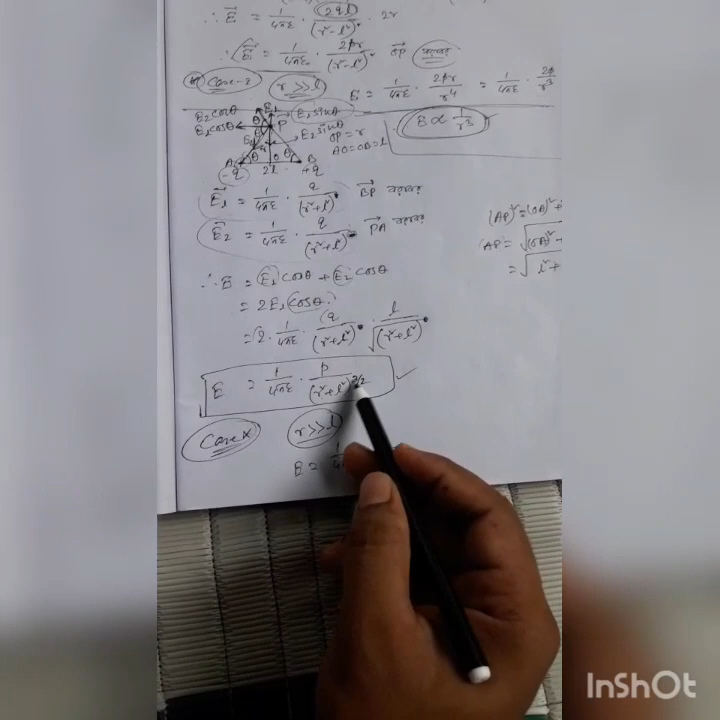 ∴ E⃗ = 1/4πε · 2ql/(r²-l²)² · 2r
∴ E⃗ = 1/4πε₀ · 2pr/(r²-l²)² OP⃗ বরাবর
Case-2 r>>l E = 1/4πε · 2pr/r⁴ = 1/4πε · 2p/r³
E ∝ 1/r³
E₂cosθ E₁ E₁sinθ
E₁cosθ θ P E₂sinθ
OP = r
AO=OB=l
A θ O θ B
-q 2l +q
E₁⃗ = 1/4πε · q/(r²+l²) BP⃗ বরাবর
E₂⃗ = 1/4πε · q/(r²+l²) PA⃗ বরাবর
(AP)² = (OA)² +
AP = √(OA)² +
= √l² +
∴ E = E₁cosθ + E₂cosθ
= 2E₁cosθ
= 2 · 1/4πε · q/(r²+l²) · l/√(r²+l²)
E = 1/4πε · p/(r²+l²)3/2
Case r>>l
E = 1/4π
InShOt